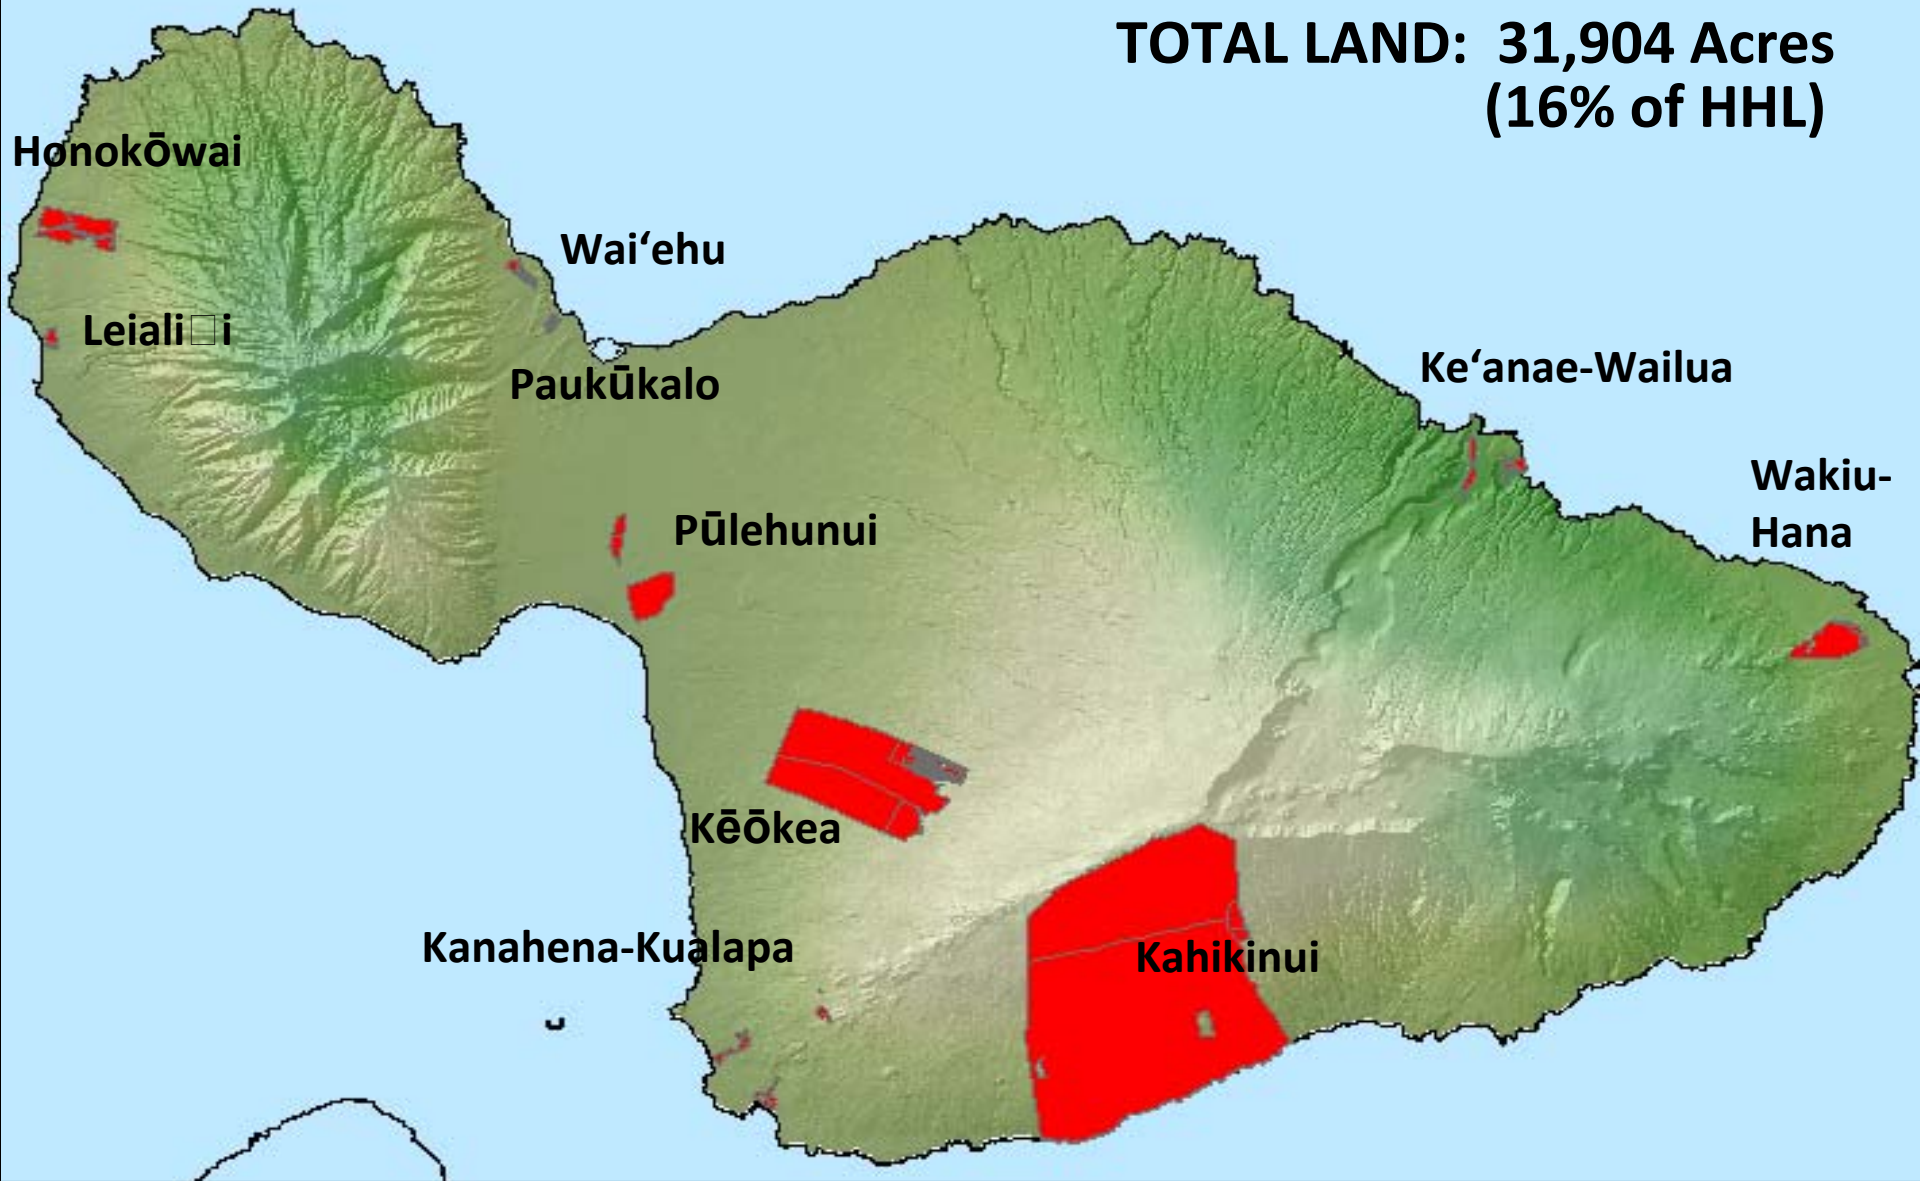 TOTAL LAND: 31,904 Acres
(16% of HHL)
Honokōwai
Waiʻehu
Leiali□i
Paukūkalo
Keʻanae-Wailua
Wakiu-
Hana
Pūlehunui
Kēōkea
Kanahena-Kualapa
Kahikinui